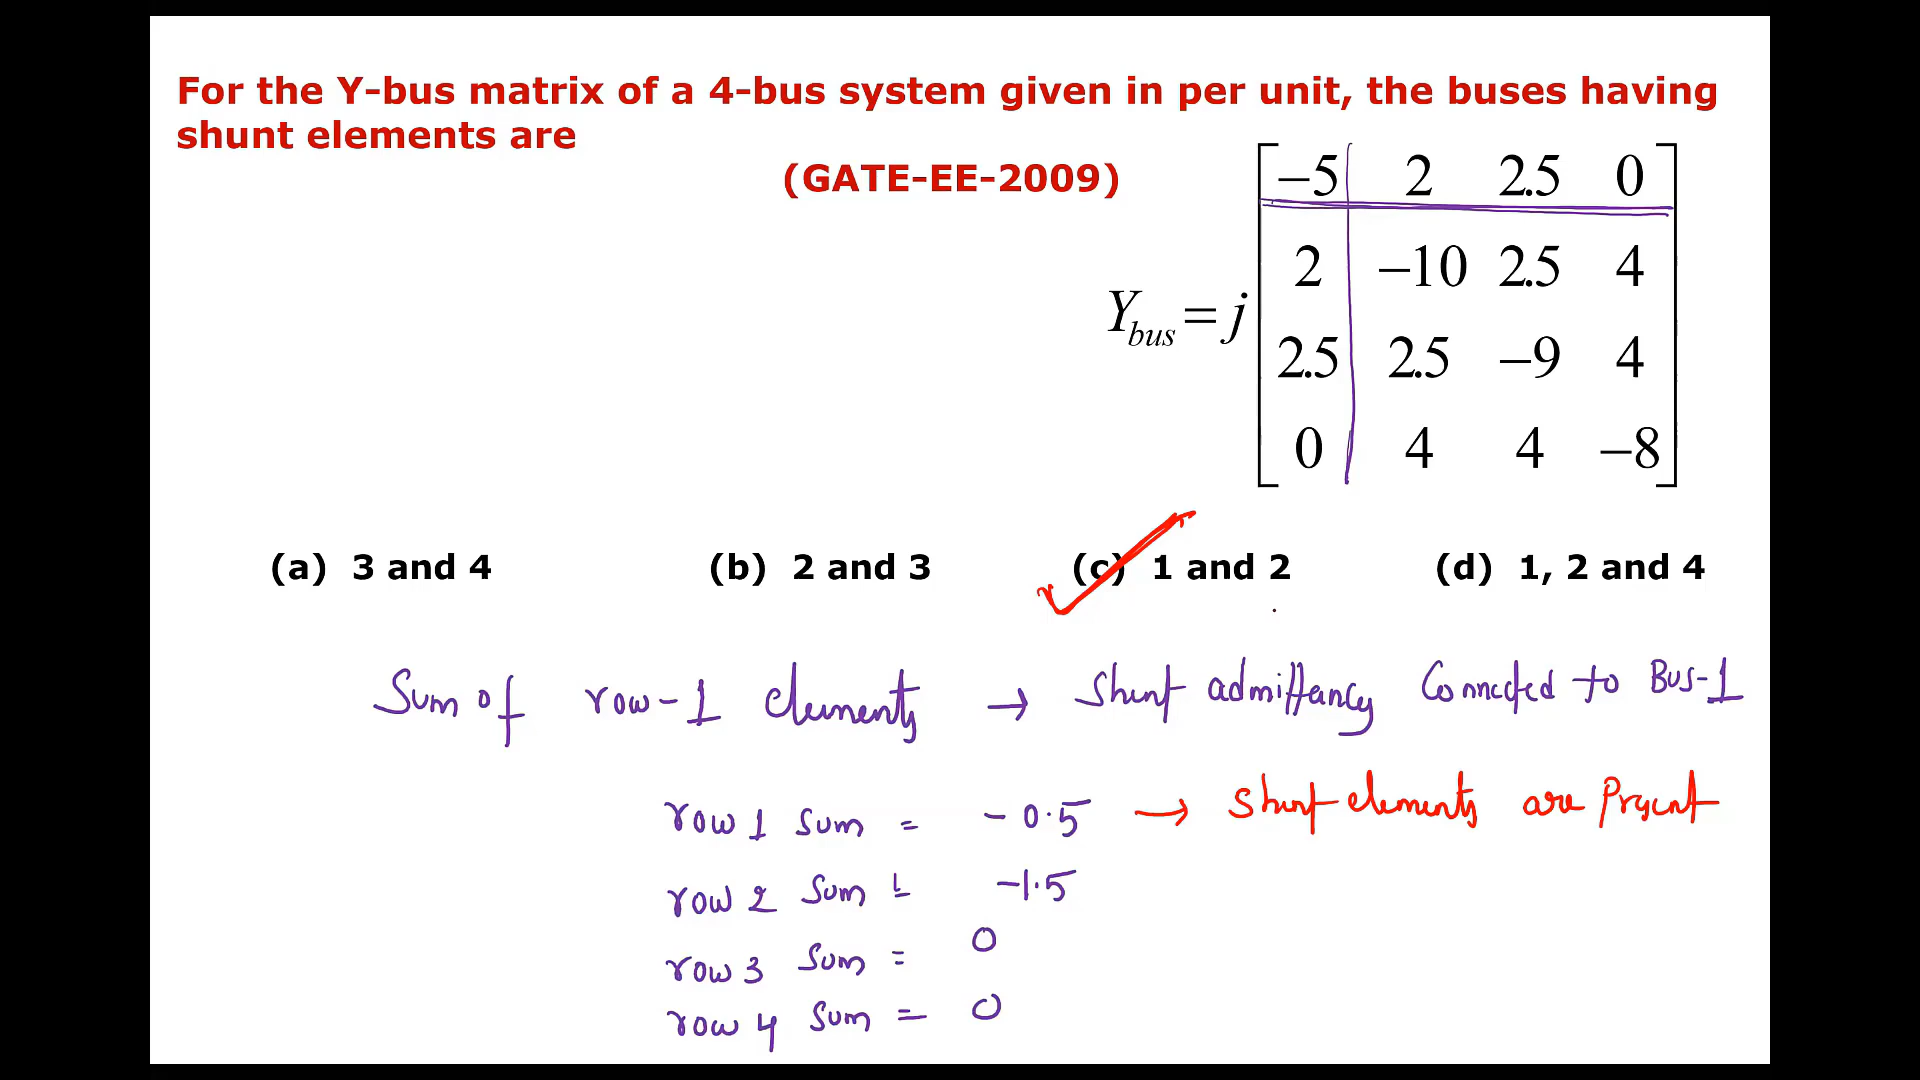 For the Y-bus matrix of a 4-bus system given in per unit, the buses having
shunt elements are
(GATE-EE-2009)
Ybus = j
−5 2 2.5 0
2 −10 2.5 4
2.5 2.5 −9 4
0 4 4 −8
(a) 3 and 4 (b) 2 and 3 (c) 1 and 2 (d) 1, 2 and 4
Sum of row-1 elements → Shunt admittancy Connected to Bus-1
row 1 sum = -0.5 → Shunt elements are Present
row 2 sum = -1.5
row 3 sum = 0
row 4 sum = 0